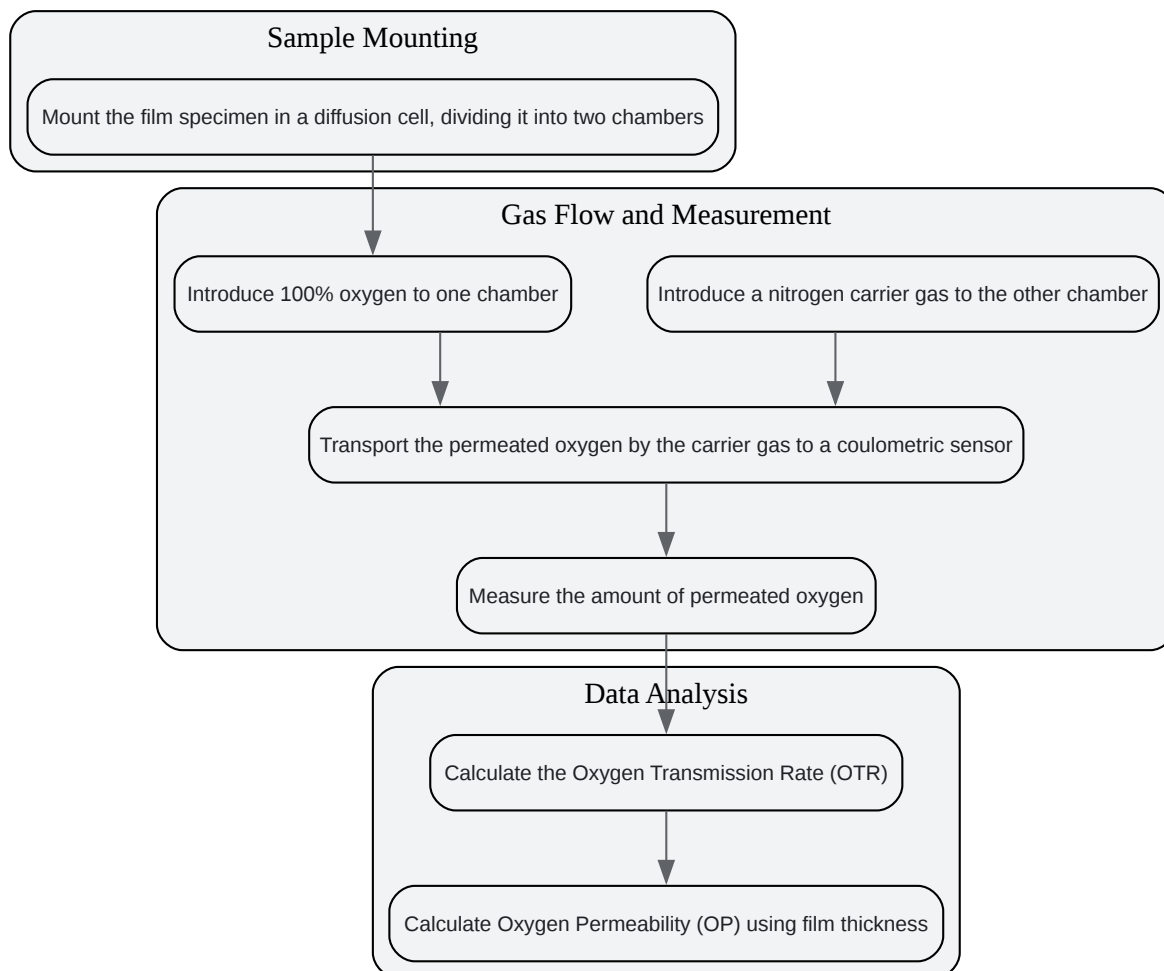 Sample Mounting
Mount the film specimen in a diffusion cell, dividing it into two chambers
Gas Flow and Measurement
Introduce 100% oxygen to one chamber
Introduce a nitrogen carrier gas to the other chamber
Transport the permeated oxygen by the carrier gas to a coulometric sensor
Measure the amount of permeated oxygen
Data Analysis
Calculate the Oxygen Transmission Rate (OTR)
Calculate Oxygen Permeability (OP) using film thickness